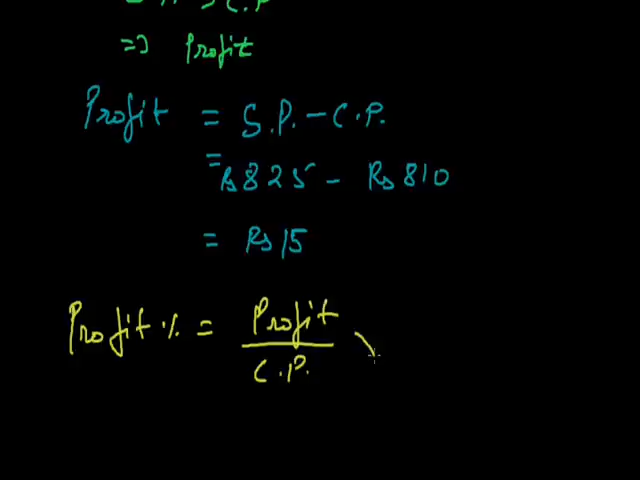 > C.P
=> Profit
Profit = S.P. - C.P.
= Rs 825 - Rs 810
= Rs 15
Profit % = Profit
C.P.